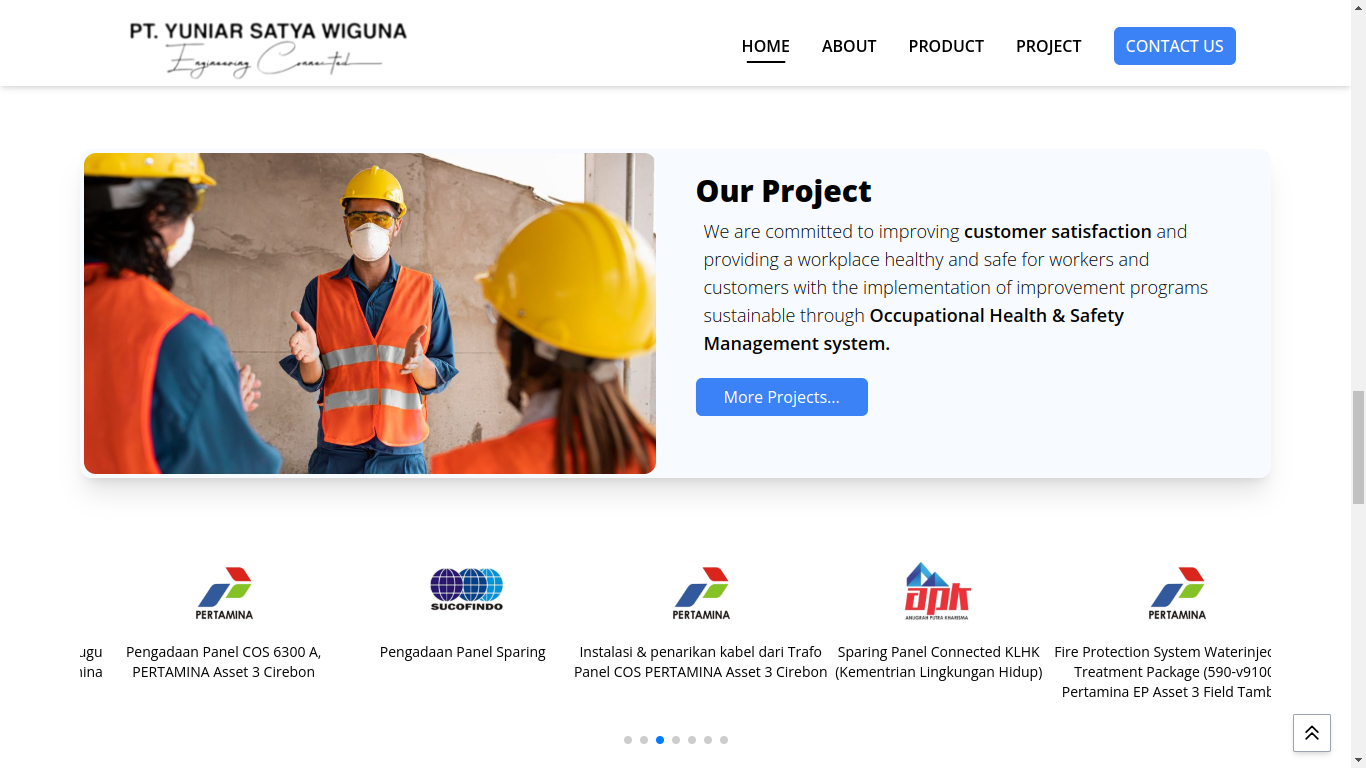 PT. YUNIAR SATYA WIGUNA
Engineering Connected
HOME
ABOUT
PRODUCT
PROJECT
CONTACT US
Our Project
We are committed to improving customer satisfaction and
providing a workplace healthy and safe for workers and
customers with the implementation of improvement programs
sustainable through Occupational Health & Safety
Management system.
More Projects...
PERTAMINA
SUCOFINDO
PERTAMINA
apk
ANUGRAH PUTRA KHARISMA
PERTAMINA
Pengadaan Panel COS 6300 A,
PERTAMINA Asset 3 Cirebon
Pengadaan Panel Sparing
Instalasi & penarikan kabel dari Trafo
Panel COS PERTAMINA Asset 3 Cirebon
Sparing Panel Connected KLHK
(Kementrian Lingkungan Hidup)
Fire Protection System Waterinjec
Treatment Package (590-v9100
Pertamina EP Asset 3 Field Tamb